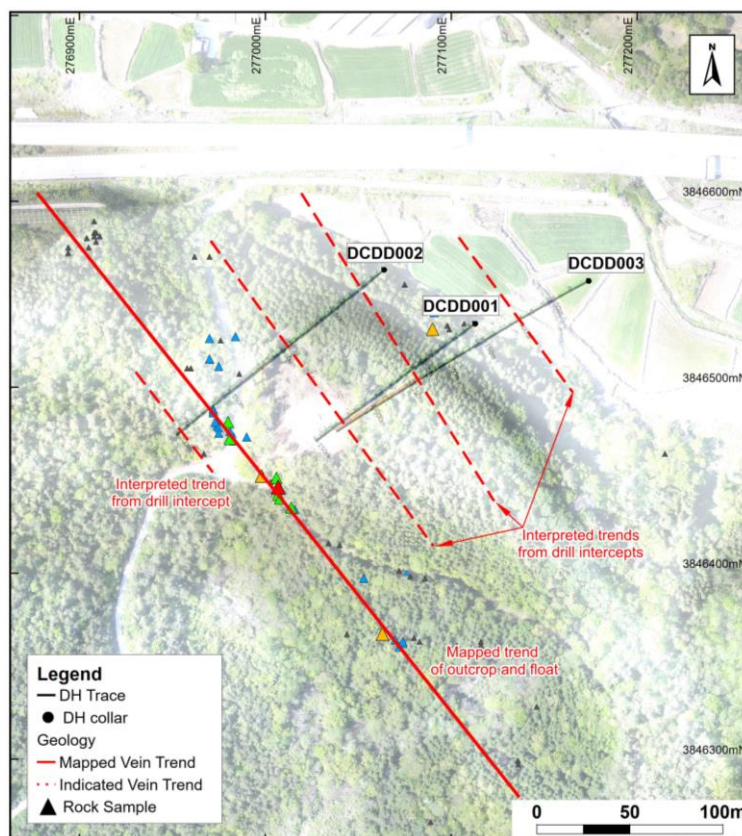 276900mE
277000mE
277100mE
277200mE
N
3846600mN
DCDD002
DCDD003
DCDD001
3846500mN
Interpreted trend
from drill intercept
Interpreted trends
from drill intercepts
3846400mN
Mapped trend
of outcrop and float
Legend
DH Trace
DH collar
Geology
Mapped Vein Trend
Indicated Vein Trend
Rock Sample
3846300mN
0 50 100m